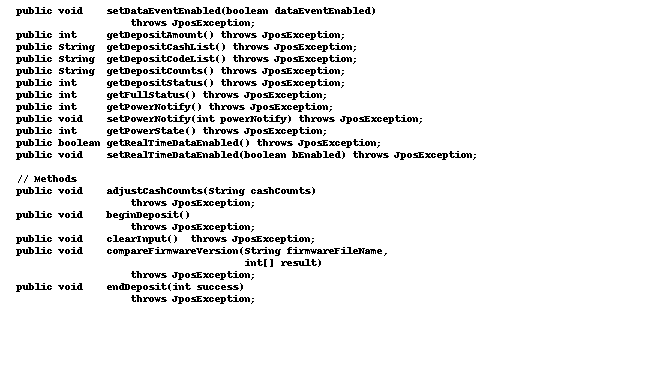 public void    setDataEventEnabled(boolean dataEventEnabled)
                   throws JposException;
public int     getDepositAmount() throws JposException;
public String  getDepositCashList() throws JposException;
public String  getDepositCodeList() throws JposException;
public String  getDepositCounts() throws JposException;
public int     getDepositStatus() throws JposException;
public int     getFullStatus() throws JposException;
public int     getPowerNotify() throws JposException;
public void    setPowerNotify(int powerNotify) throws JposException;
public int     getPowerState() throws JposException;
public boolean getRealTimeDataEnabled() throws JposException;
public void    setRealTimeDataEnabled(boolean bEnabled) throws JposException;

// Methods
public void    adjustCashCounts(String cashCounts)
                   throws JposException;
public void    beginDeposit()
                   throws JposException;
public void    clearInput()  throws JposException;
public void    compareFirmwareVersion(String firmwareFileName,
                                      int[] result)
                   throws JposException;
public void    endDeposit(int success)
                   throws JposException;